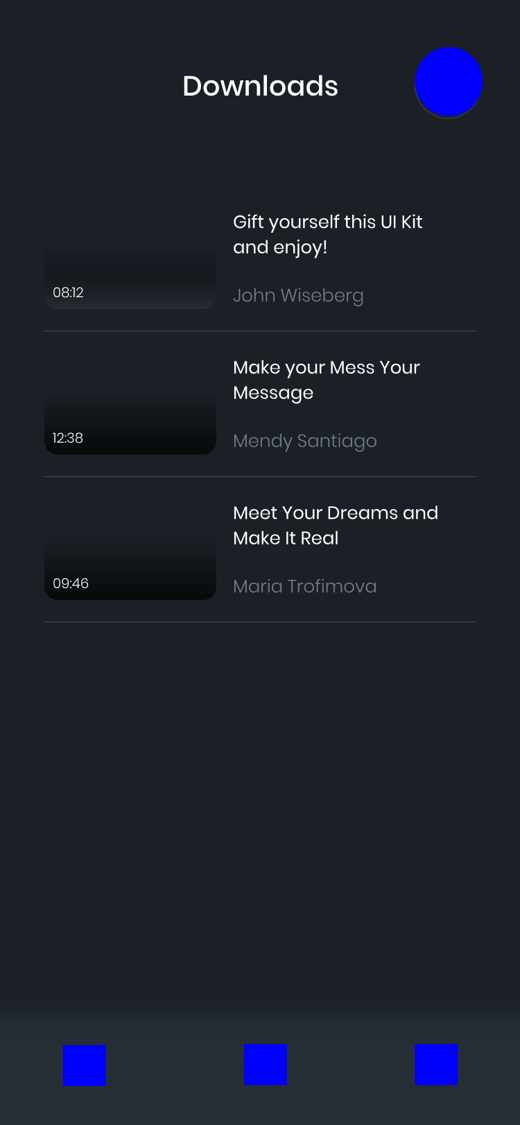 Downloads
Gift yourself this UI Kit
and enjoy!
08:12
John Wiseberg
Make your Mess Your
Message
12:38
Mendy Santiago
Meet Your Dreams and
Make It Real
09:46
Maria Trofimova